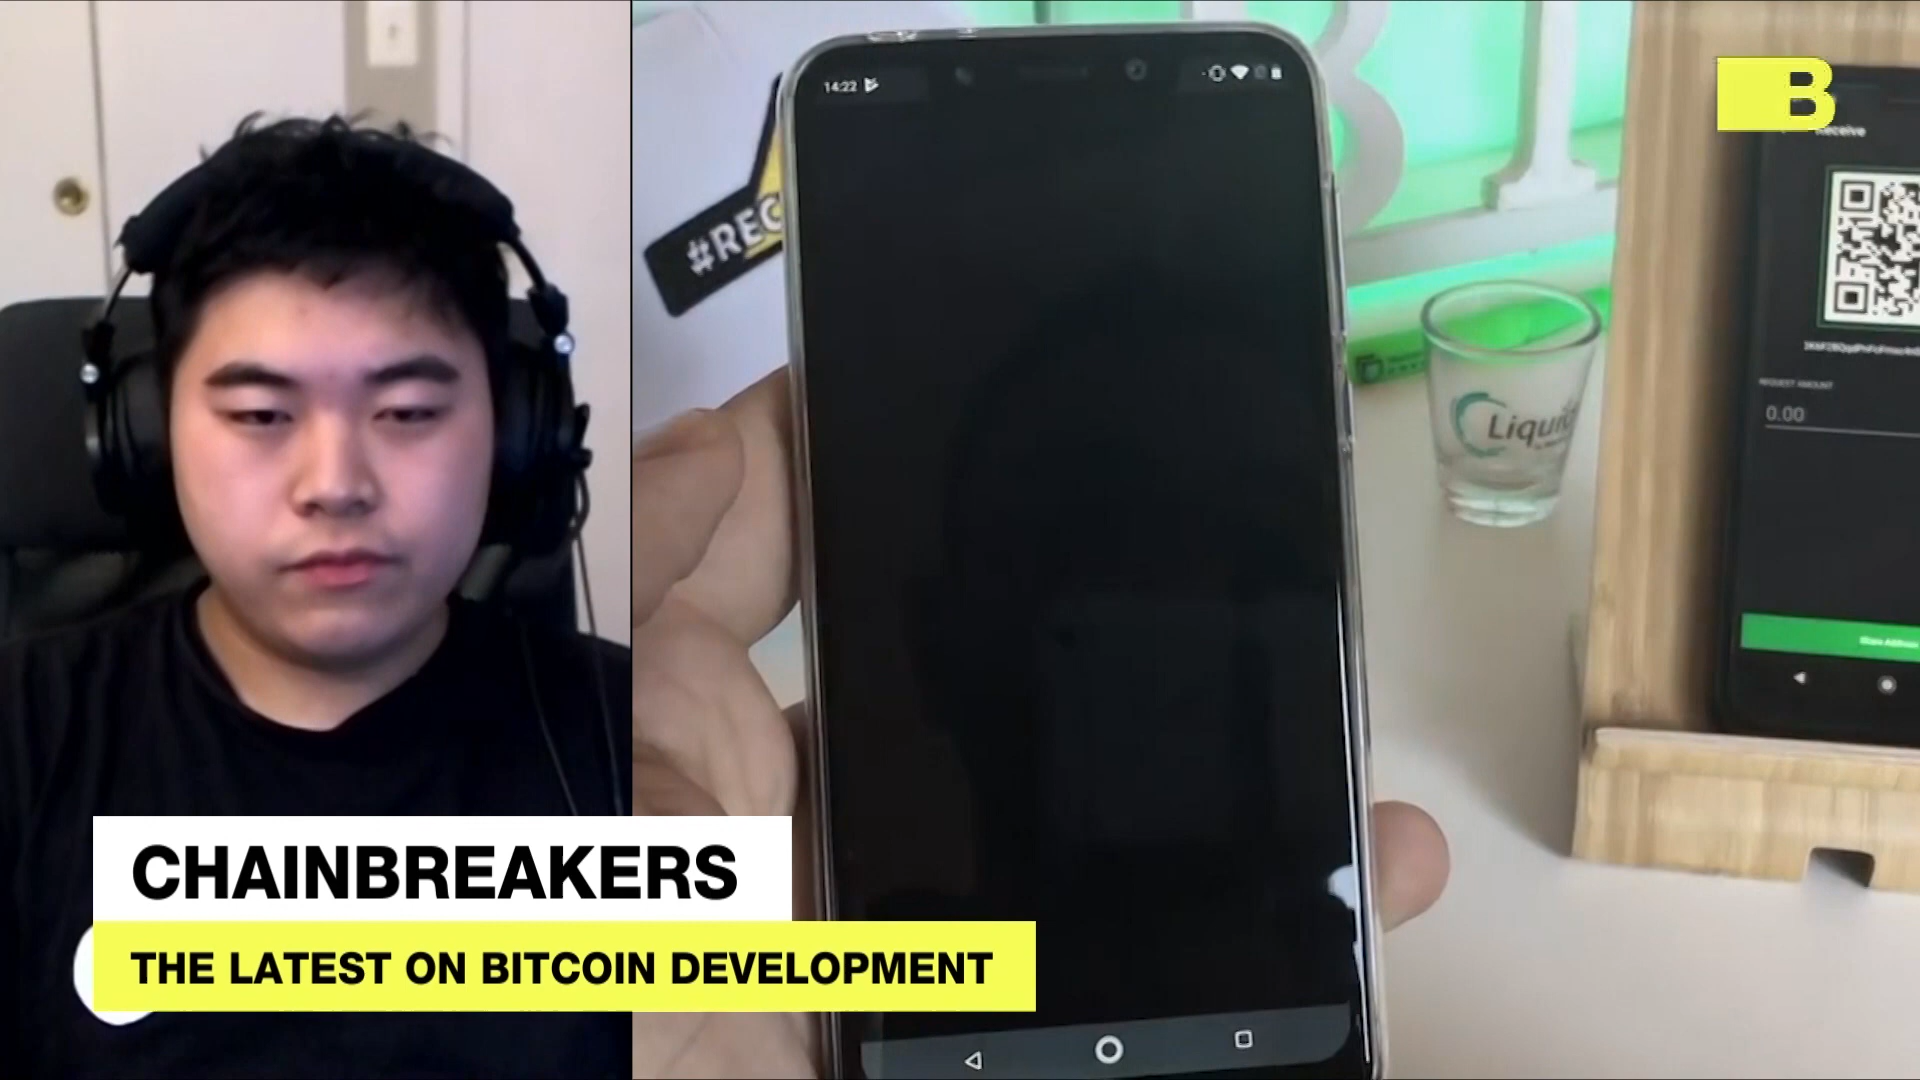 14:22
B
Receive
#REC
Liquid
REQUEST AMOUNT
0.00
CHAINBREAKERS
THE LATEST ON BITCOIN DEVELOPMENT